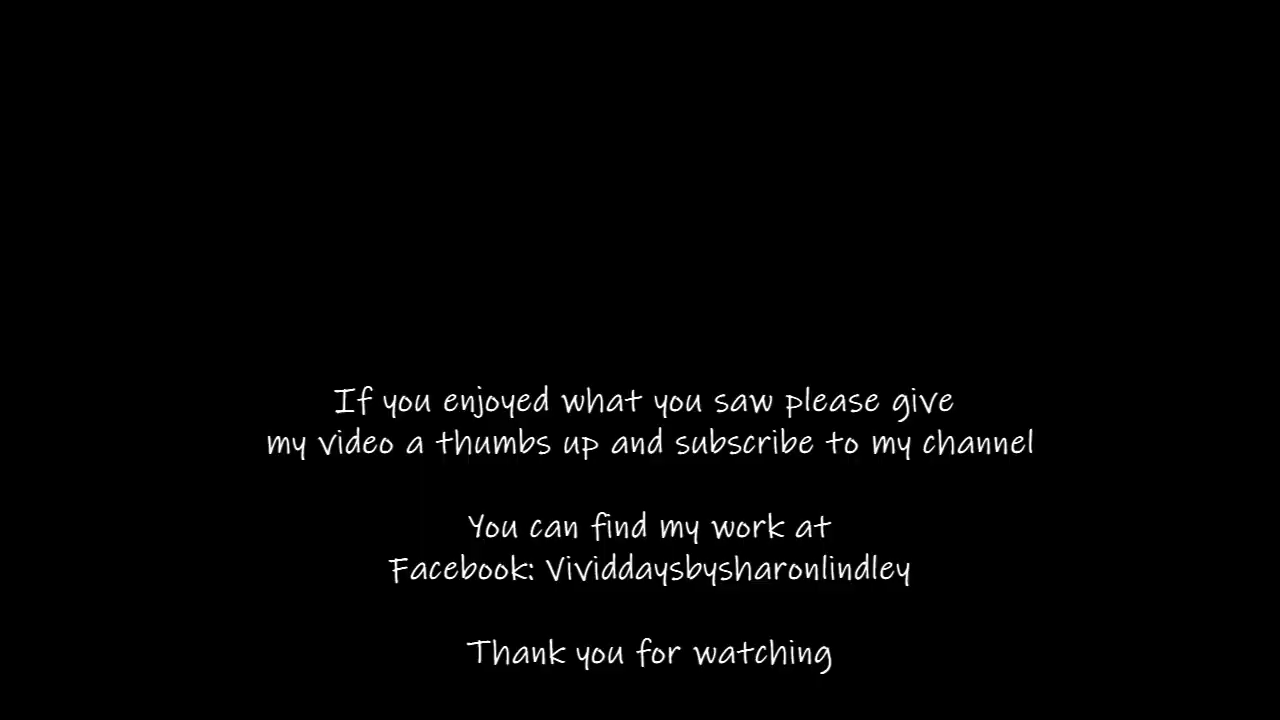 If you enjoyed what you saw please give
my video a thumbs up and subscribe to my channel
You can find my work at
Facebook: Vividdaysbysharonlindley
Thank you for watching